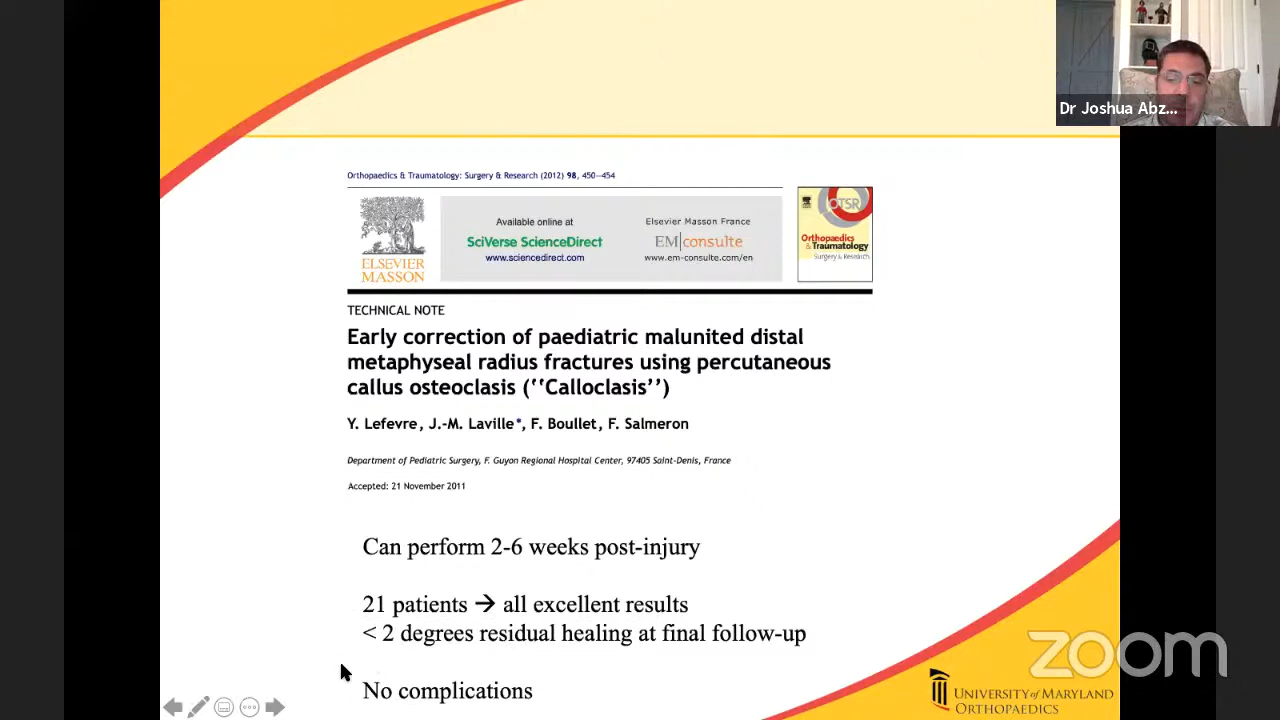 Dr Joshua Abz...
Orthopaedics & Traumatology: Surgery & Research (2012) 98, 450—454
ELSEVIER
MASSON
Available online at
SciVerse ScienceDirect
www.sciencedirect.com
Elsevier Masson France
EM|consulte
www.em-consulte.com/en
OTSR
Orthopaedics
& Traumatology
Surgery & Research
TECHNICAL NOTE
Early correction of paediatric malunited distal
metaphyseal radius fractures using percutaneous
callus osteoclasis (‘‘Calloclasis’’)
Y. Lefevre, J.-M. Laville*, F. Boullet, F. Salmeron
Department of Pediatric Surgery, F. Guyon Regional Hospital Center, 97405 Saint-Denis, France
Accepted: 21 November 2011
Can perform 2-6 weeks post-injury
21 patients → all excellent results
< 2 degrees residual healing at final follow-up
No complications
zoom
UNIVERSITY of MARYLAND
ORTHOPAEDICS